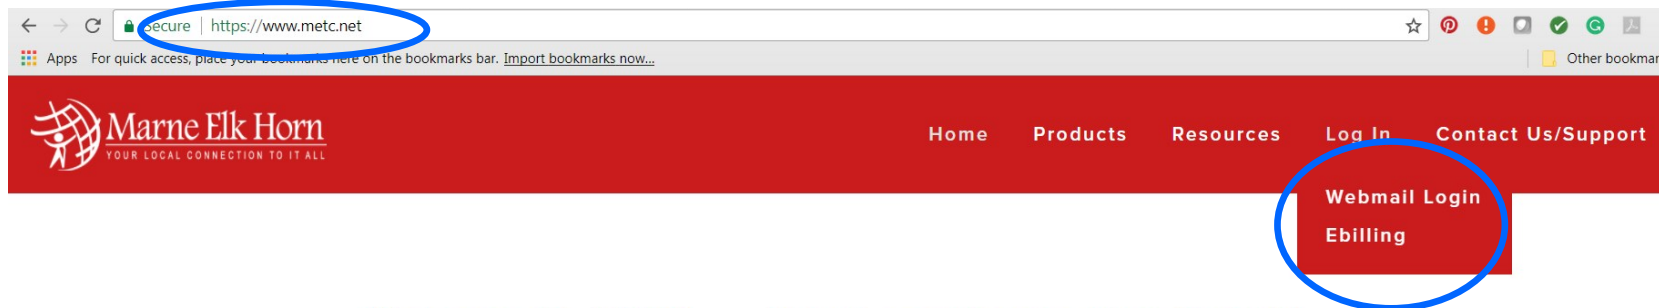 Secure https://www.metc.net
Apps For quick access, place your bookmarks here on the bookmarks bar. Import bookmarks now...
Other bookmar
Marne Elk Horn
YOUR LOCAL CONNECTION TO IT ALL
Home Products Resources Log In Contact Us/Support
Webmail Login
Ebilling